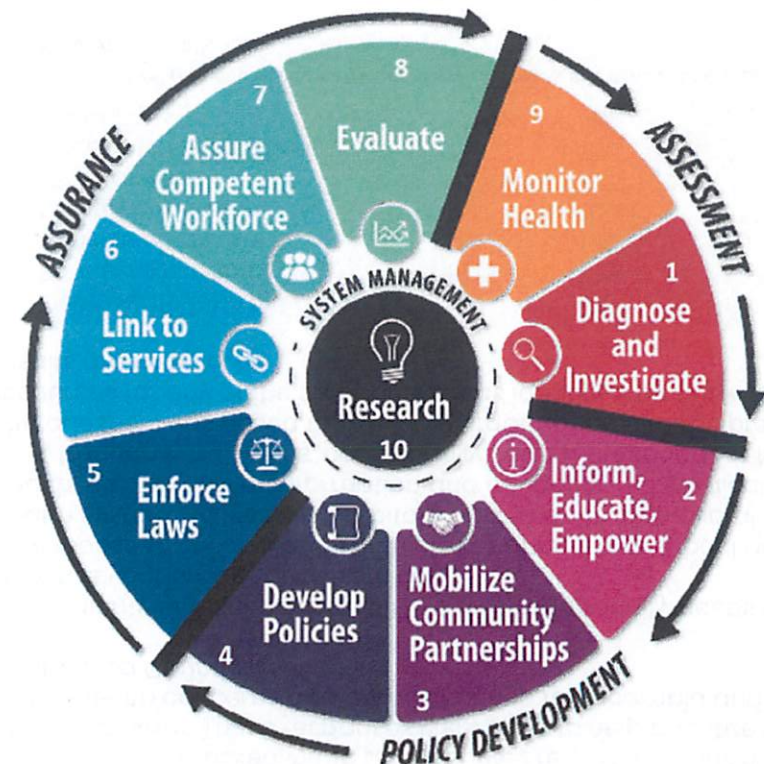 ASSESSMENT
9
Monitor
Health
1
Diagnose
and
Investigate
POLICY DEVELOPMENT
2
Inform,
Educate,
Empower
3
Mobilize
Community
Partnerships
4
Develop
Policies
ASSURANCE
5
Enforce
Laws
6
Link to
Services
7
Assure
Competent
Workforce
8
Evaluate
SYSTEM MANAGEMENT
Research
10
i